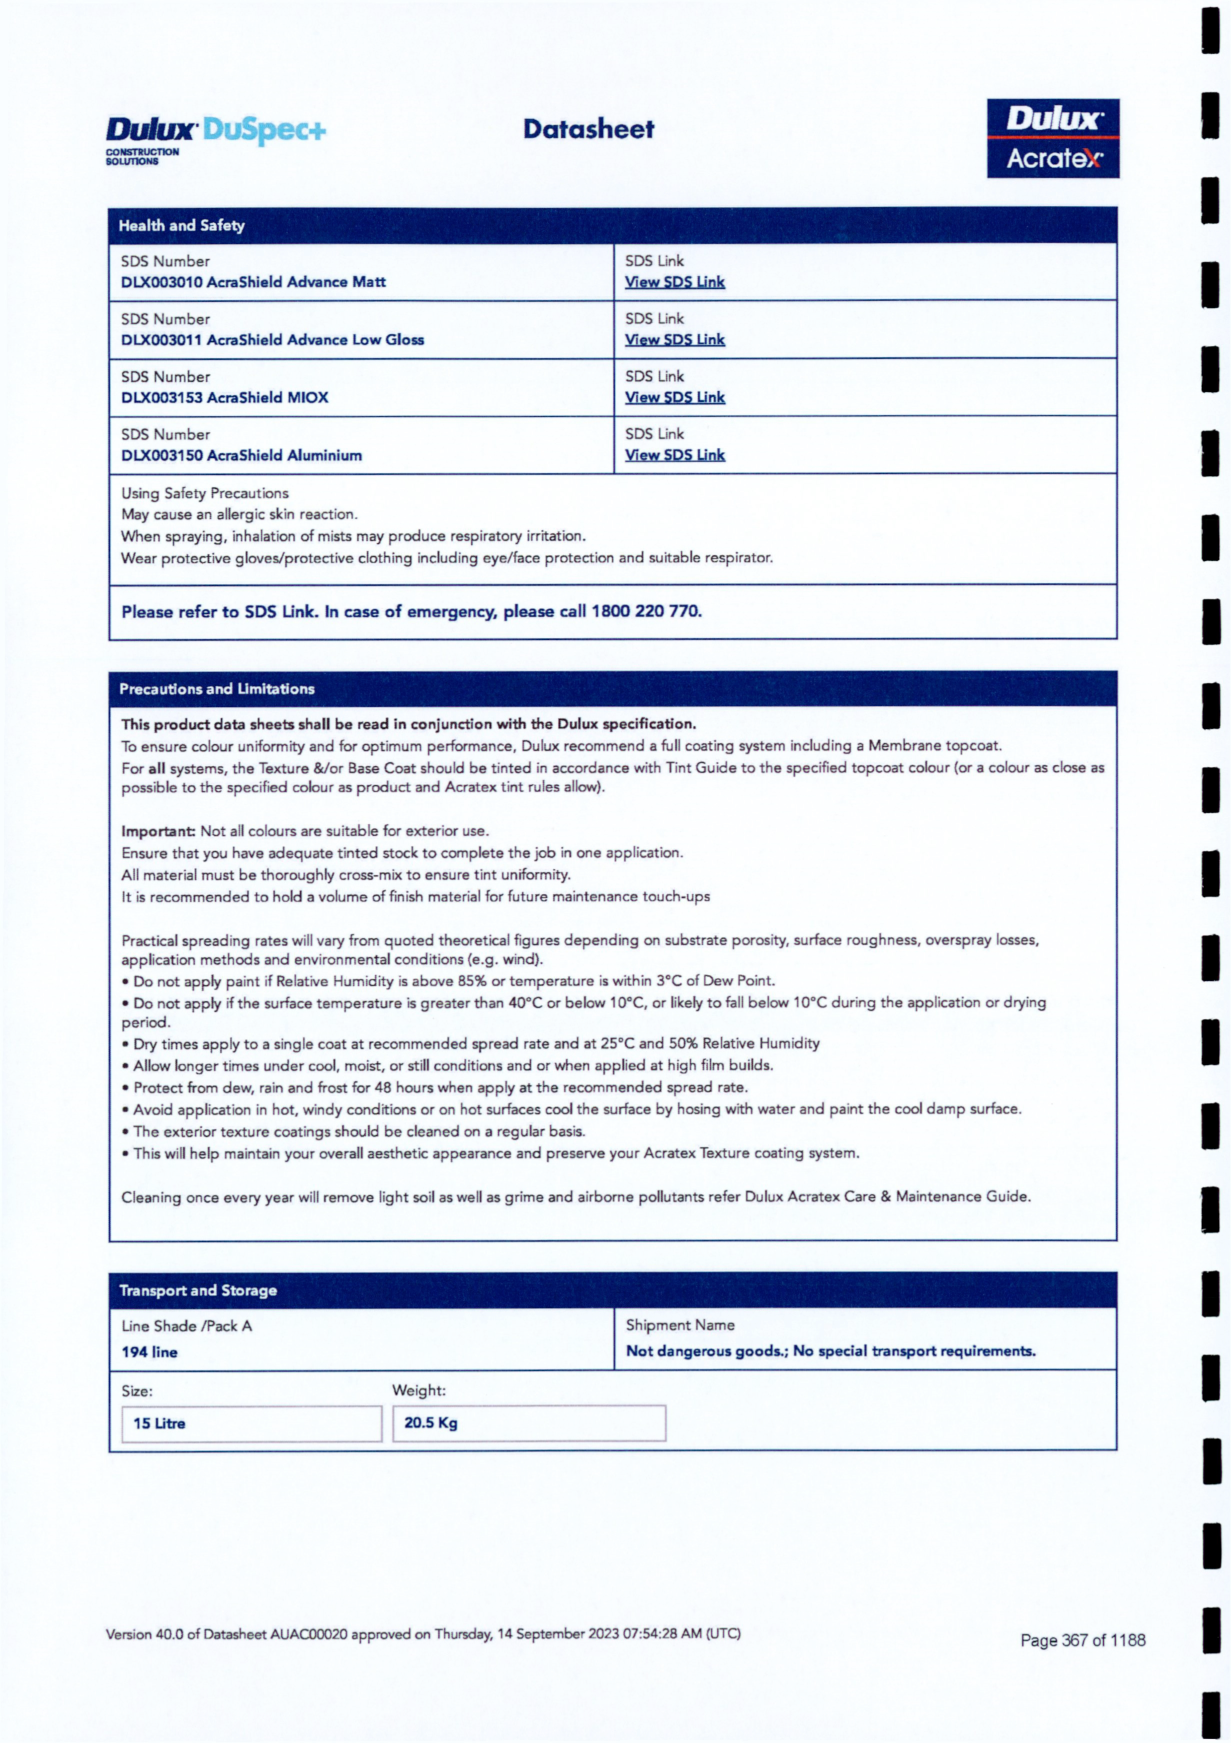 Dulux DuSpec+
CONSTRUCTION
SOLUTIONS
Datasheet
Dulux
Acratex
Health and Safety
SDS Number
DLX003010 AcraShield Advance Matt
SDS Link
View SDS Link
SDS Number
DLX003011 AcraShield Advance Low Gloss
SDS Link
View SDS Link
SDS Number
DLX003153 AcraShield MIOX
SDS Link
View SDS Link
SDS Number
DLX003150 AcraShield Aluminium
SDS Link
View SDS Link
Using Safety Precautions
May cause an allergic skin reaction.
When spraying, inhalation of mists may produce respiratory irritation.
Wear protective gloves/protective clothing including eye/face protection and suitable respirator.
Please refer to SDS Link. In case of emergency, please call 1800 220 770.
Precautions and Limitations
This product data sheets shall be read in conjunction with the Dulux specification.
To ensure colour uniformity and for optimum performance, Dulux recommend a full coating system including a Membrane topcoat.
For all systems, the Texture &/or Base Coat should be tinted in accordance with Tint Guide to the specified topcoat colour (or a colour as close as
possible to the specified colour as product and Acratex tint rules allow).
Important: Not all colours are suitable for exterior use.
Ensure that you have adequate tinted stock to complete the job in one application.
All material must be thoroughly cross-mix to ensure tint uniformity.
It is recommended to hold a volume of finish material for future maintenance touch-ups
Practical spreading rates will vary from quoted theoretical figures depending on substrate porosity, surface roughness, overspray losses,
application methods and environmental conditions (e.g. wind).
• Do not apply paint if Relative Humidity is above 85% or temperature is within 3°C of Dew Point.
• Do not apply if the surface temperature is greater than 40°C or below 10°C, or likely to fall below 10°C during the application or drying
period.
• Dry times apply to a single coat at recommended spread rate and at 25°C and 50% Relative Humidity
• Allow longer times under cool, moist, or still conditions and or when applied at high film builds.
• Protect from dew, rain and frost for 48 hours when apply at the recommended spread rate.
• Avoid application in hot, windy conditions or on hot surfaces cool the surface by hosing with water and paint the cool damp surface.
• The exterior texture coatings should be cleaned on a regular basis.
• This will help maintain your overall aesthetic appearance and preserve your Acratex Texture coating system.
Cleaning once every year will remove light soil as well as grime and airborne pollutants refer Dulux Acratex Care & Maintenance Guide.
Transport and Storage
Line Shade /Pack A
194 line
Shipment Name
Not dangerous goods.; No special transport requirements.
Size:
Weight:
15 Litre
20.5 Kg
Version 40.0 of Datasheet AUAC00020 approved on Thursday, 14 September 2023 07:54:28 AM (UTC)
Page 367 of 1188